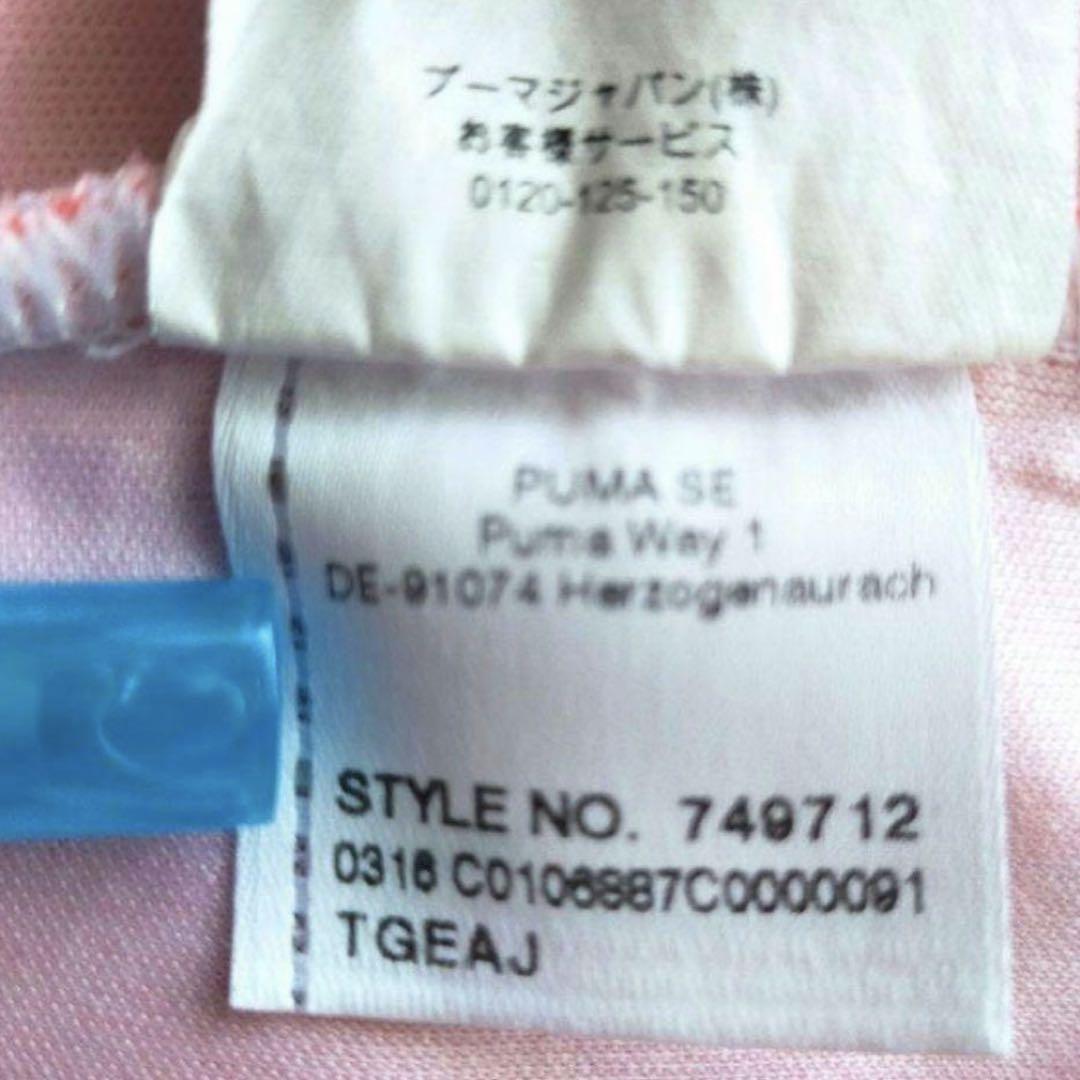 プーマジャパン(株)
お客様サービス
0120-125-150
PUMA SE
Puma Way 1
DE-91074 Herzogenaurach
STYLE NO. 749712
0316 C0106887C0000091
TGEAJ